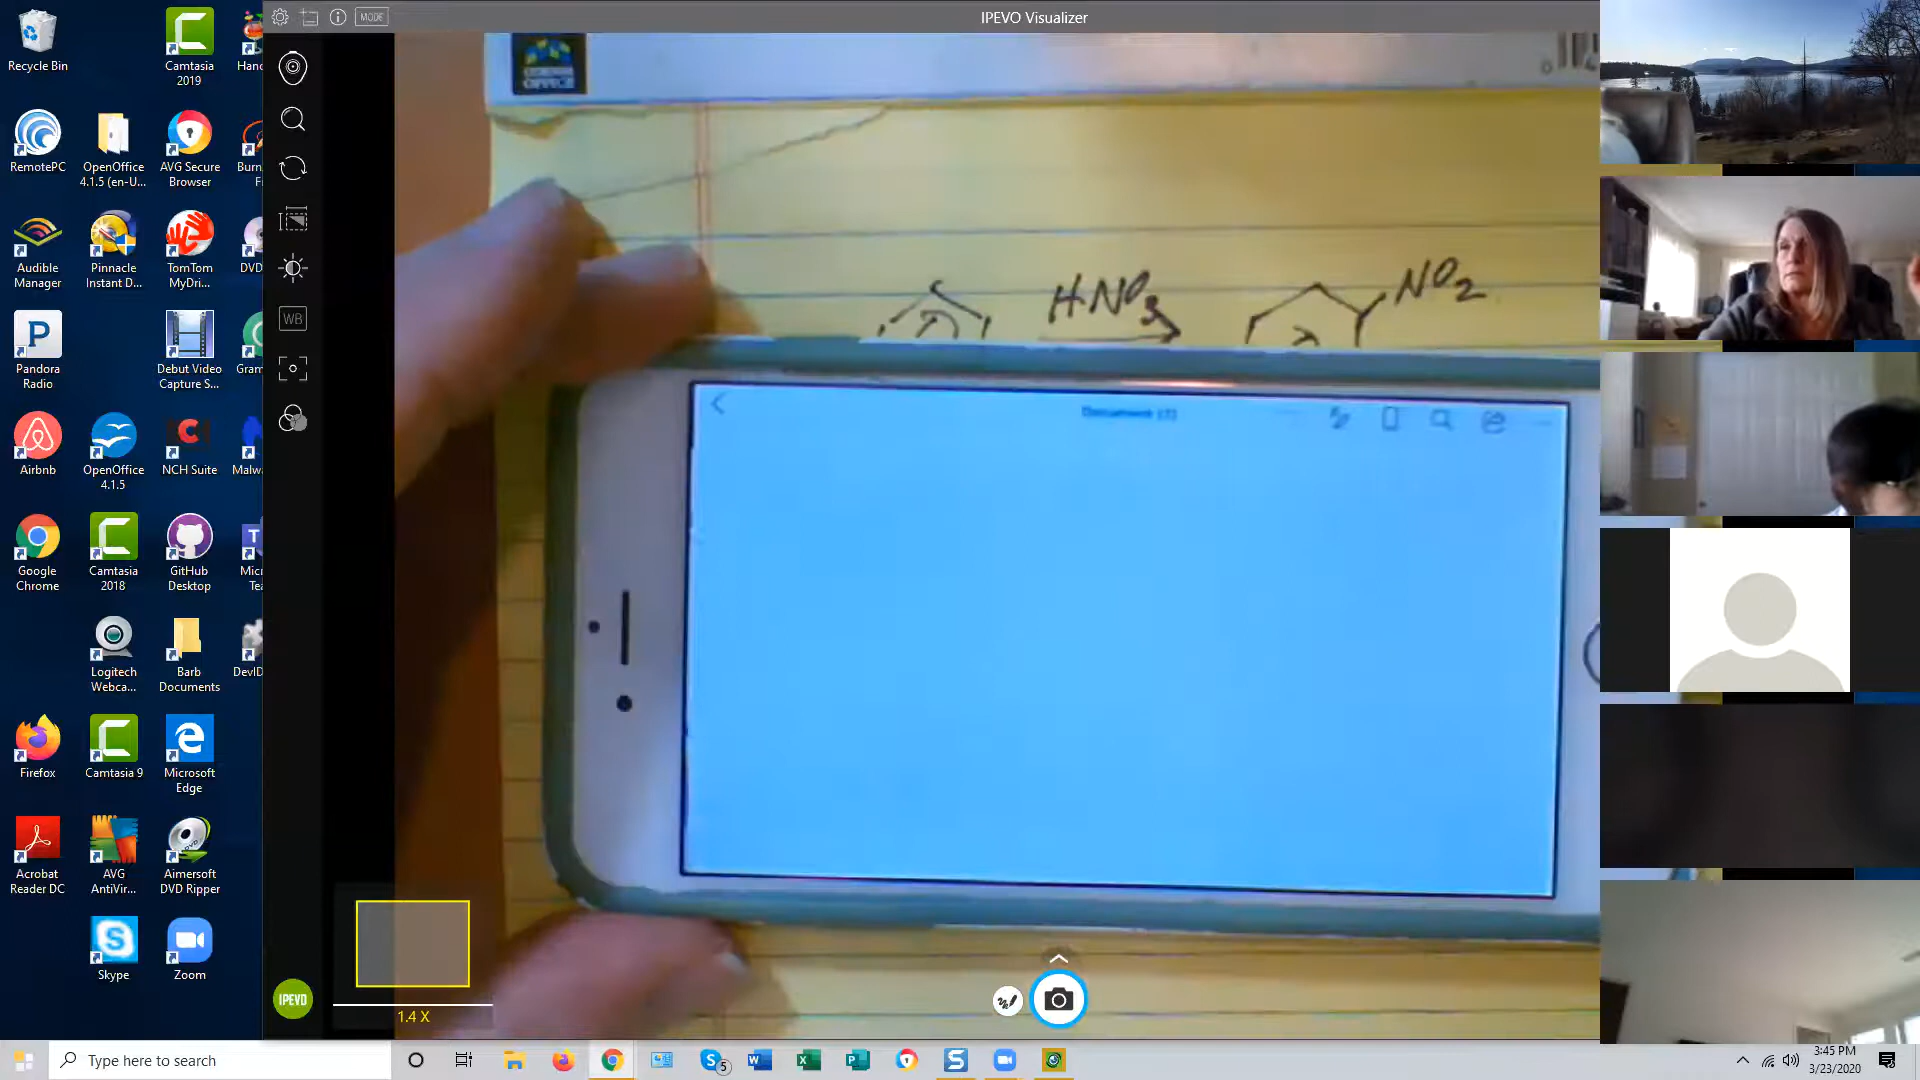 MODE
IPEVO Visualizer
Recycle Bin
Camtasia
2019
RemotePC
OpenOffice
4.1.5 (en-U...
AVG Secure
Browser
Audible
Manager
Pinnacle
Instant D...
TomTom
MyDri...
Pandora
Radio
Debut Video
Capture S...
Airbnb
OpenOffice
4.1.5
NCH Suite
Google
Chrome
Camtasia
2018
GitHub
Desktop
Logitech
Webca...
Barb
Documents
Firefox
Camtasia 9
Microsoft
Edge
Acrobat
Reader DC
AVG
AntiVir...
Aimersoft
DVD Ripper
Skype
Zoom
WB
OFFICE
HNO3
NO2
IPEVO
1.4 X
Type here to search
5
3:45 PM
3/23/2020